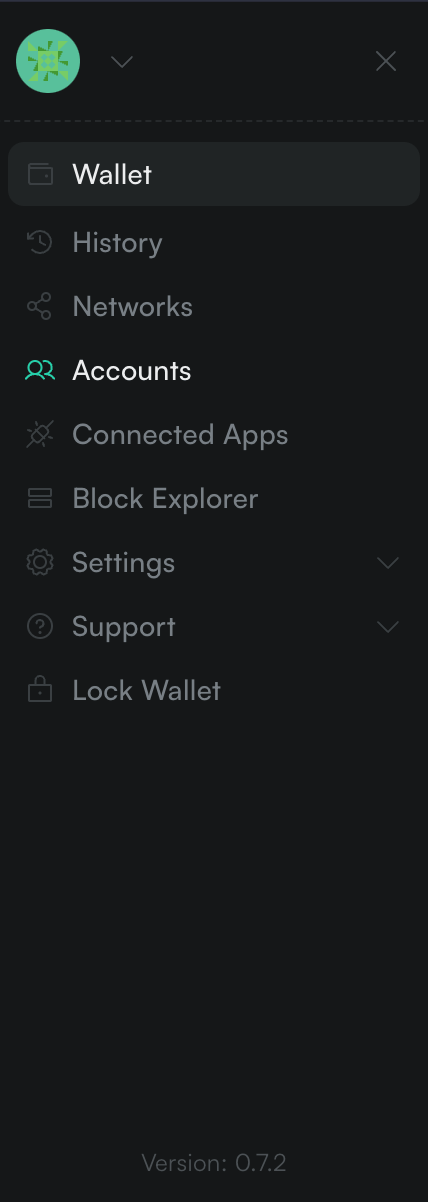 Wallet
History
Networks
Accounts
Connected Apps
Block Explorer
Settings
Support
Lock Wallet
Version: 0.7.2